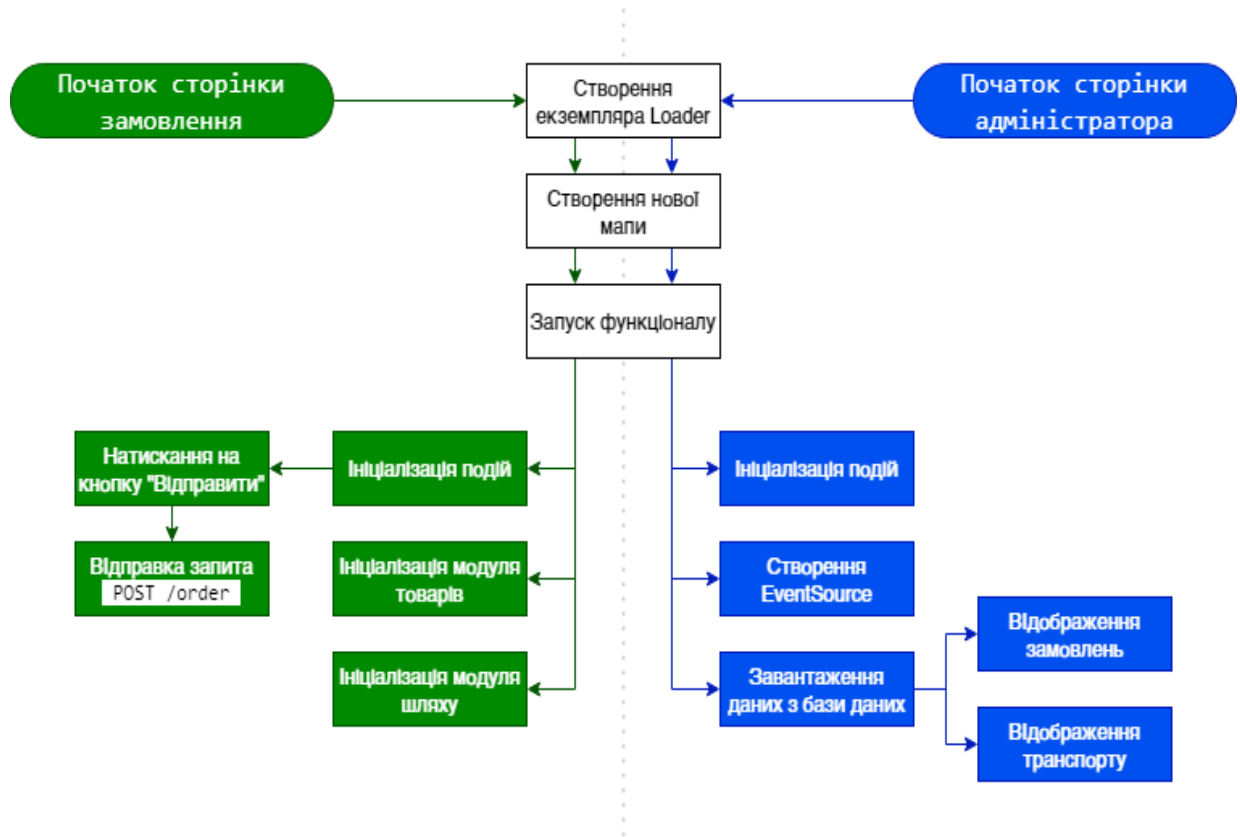 Початок сторінки
замовлення
Створення
екземпляра Loader
Початок сторінки
адміністратора
Створення нової
мапи
Запуск функціоналу
Натискання на
кнопку "Відправити"
Ініціалізація подій
Ініціалізація подій
Відправка запита
POST /order
Ініціалізація модуля
товарів
Створення
EventSource
Відображення
замовлень
Ініціалізація модуля
шляху
Завантаження
даних з бази даних
Відображення
транспорту